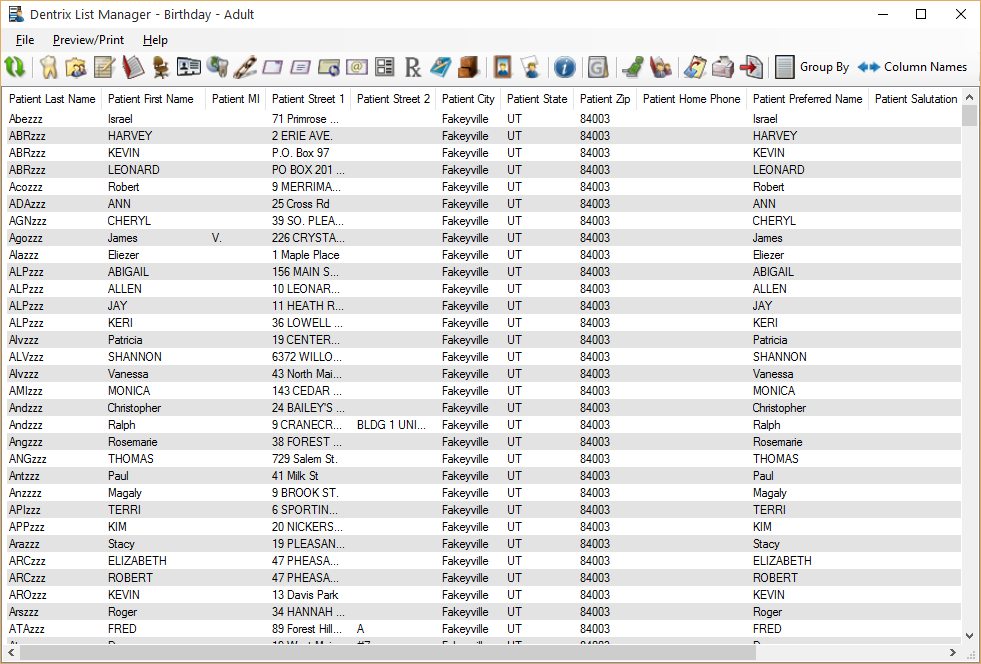 Dentrix List Manager - Birthday - Adult
File Preview/Print Help
Group By Column Names
Patient Last Name Patient First Name Patient MI Patient Street 1 Patient Street 2 Patient City Patient State Patient Zip Patient Home Phone Patient Preferred Name Patient Salutation
Abezzz Israel 71 Primrose ... Fakeyville UT 84003 Israel
ABRzzz HARVEY 2 ERIE AVE. Fakeyville UT 84003 HARVEY
ABRzzz KEVIN P.O. Box 97 Fakeyville UT 84003 KEVIN
ABRzzz LEONARD PO BOX 201 ... Fakeyville UT 84003 LEONARD
Acozzz Robert 9 MERRIMA... Fakeyville UT 84003 Robert
ADAzzz ANN 25 Cross Rd Fakeyville UT 84003 ANN
AGNzzz CHERYL 39 SO. PLEA... Fakeyville UT 84003 CHERYL
Agozzz James V. 226 CRYSTA... Fakeyville UT 84003 James
Alazzz Eliezer 1 Maple Place Fakeyville UT 84003 Eliezer
ALPzzz ABIGAIL 156 MAIN S... Fakeyville UT 84003 ABIGAIL
ALPzzz ALLEN 10 LEONAR... Fakeyville UT 84003 ALLEN
ALPzzz JAY 11 HEATH R... Fakeyville UT 84003 JAY
ALPzzz KERI 36 LOWELL ... Fakeyville UT 84003 KERI
Alvzzz Patricia 19 CENTER... Fakeyville UT 84003 Patricia
ALVzzz SHANNON 6372 WILLO... Fakeyville UT 84003 SHANNON
Alvzzz Vanessa 43 North Mai... Fakeyville UT 84003 Vanessa
AMIzzz MONICA 143 CEDAR ... Fakeyville UT 84003 MONICA
Andzzz Christopher 24 BAILEY'S ... Fakeyville UT 84003 Christopher
Andzzz Ralph 9 CRANECR... BLDG 1 UNI... Fakeyville UT 84003 Ralph
Angzzz Rosemarie 38 FOREST ... Fakeyville UT 84003 Rosemarie
ANGzzz THOMAS 729 Salem St. Fakeyville UT 84003 THOMAS
Antzzz Paul 41 Milk St Fakeyville UT 84003 Paul
Anzzzz Magaly 9 BROOK ST. Fakeyville UT 84003 Magaly
APIzzz TERRI 6 SPORTIN... Fakeyville UT 84003 TERRI
APPzzz KIM 20 NICKERS... Fakeyville UT 84003 KIM
Arazzz Stacy 19 PLEASAN... Fakeyville UT 84003 Stacy
ARCzzz ELIZABETH 47 PHEASA... Fakeyville UT 84003 ELIZABETH
ARCzzz ROBERT 47 PHEASA... Fakeyville UT 84003 ROBERT
AROzzz KEVIN 13 Davis Park Fakeyville UT 84003 KEVIN
Arszzz Roger 34 HANNAH ... Fakeyville UT 84003 Roger
ATAzzz FRED 89 Forest Hill... A Fakeyville UT 84003 FRED